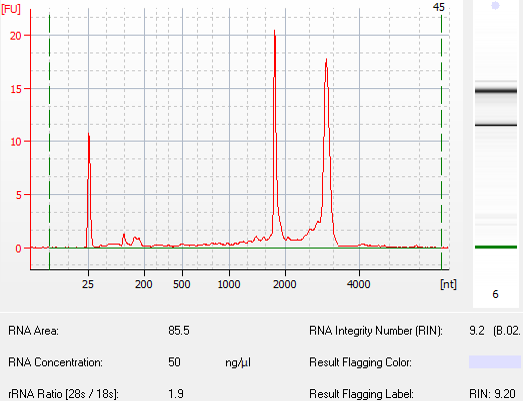 [FU]
45
20
15
10
5
0
25 200 500 1000 2000 4000 [nt]
6
RNA Area: 85.5 RNA Integrity Number (RIN): 9.2 (B.02.
RNA Concentration: 50 ng/µl Result Flagging Color:
rRNA Ratio [28s / 18s]: 1.9 Result Flagging Label: RIN: 9.20